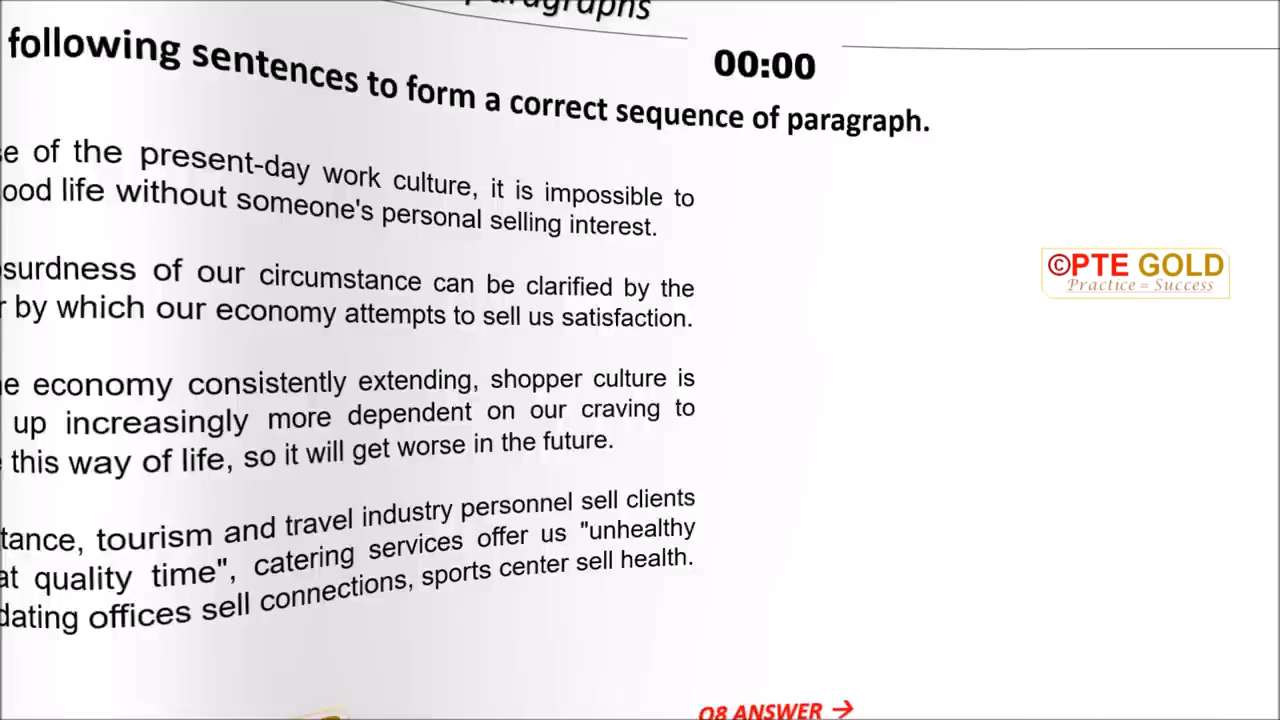 paragraphs
following sentences to form a correct sequence of paragraph.
00:00
of the present-day work culture, it is impossible to
life without someone's personal selling interest.
of our circumstance can be clarified by the
by which our economy attempts to sell us satisfaction.
economy consistently extending, shopper culture is
up increasingly more dependent on our craving to
this way of life, so it will get worse in the future.
tourism and travel industry personnel sell clients
quality time", catering services offer us "unhealthy
dating offices sell connections, sports center sell health.
©PTE GOLD
Practice = Success
Q8 ANSWER →